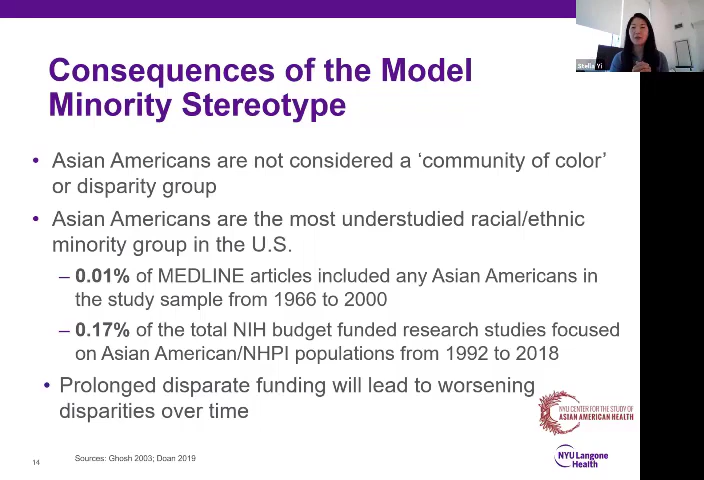 Stella Yi
Consequences of the Model
Minority Stereotype
• Asian Americans are not considered a ‘community of color’
or disparity group
• Asian Americans are the most understudied racial/ethnic
minority group in the U.S.
– 0.01% of MEDLINE articles included any Asian Americans in
the study sample from 1966 to 2000
– 0.17% of the total NIH budget funded research studies focused
on Asian American/NHPI populations from 1992 to 2018
• Prolonged disparate funding will lead to worsening
disparities over time
NYU CENTER FOR THE STUDY OF
ASIAN AMERICAN HEALTH
14
Sources: Ghosh 2003; Doan 2019
NYU Langone
Health